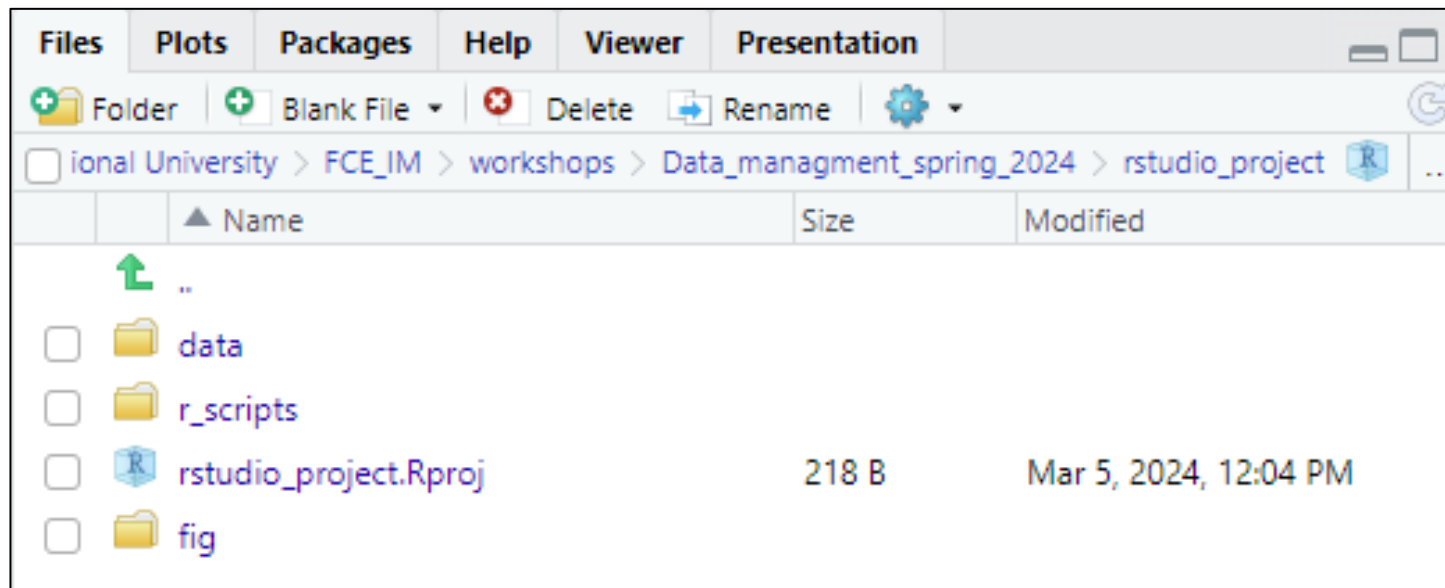 Files Plots Packages Help Viewer Presentation
Folder Blank File Delete Rename
ional University > FCE_IM > workshops > Data_managment_spring_2024 > rstudio_project R ...
Name Size Modified
..
data
r_scripts
R rstudio_project.Rproj 218 B Mar 5, 2024, 12:04 PM
fig